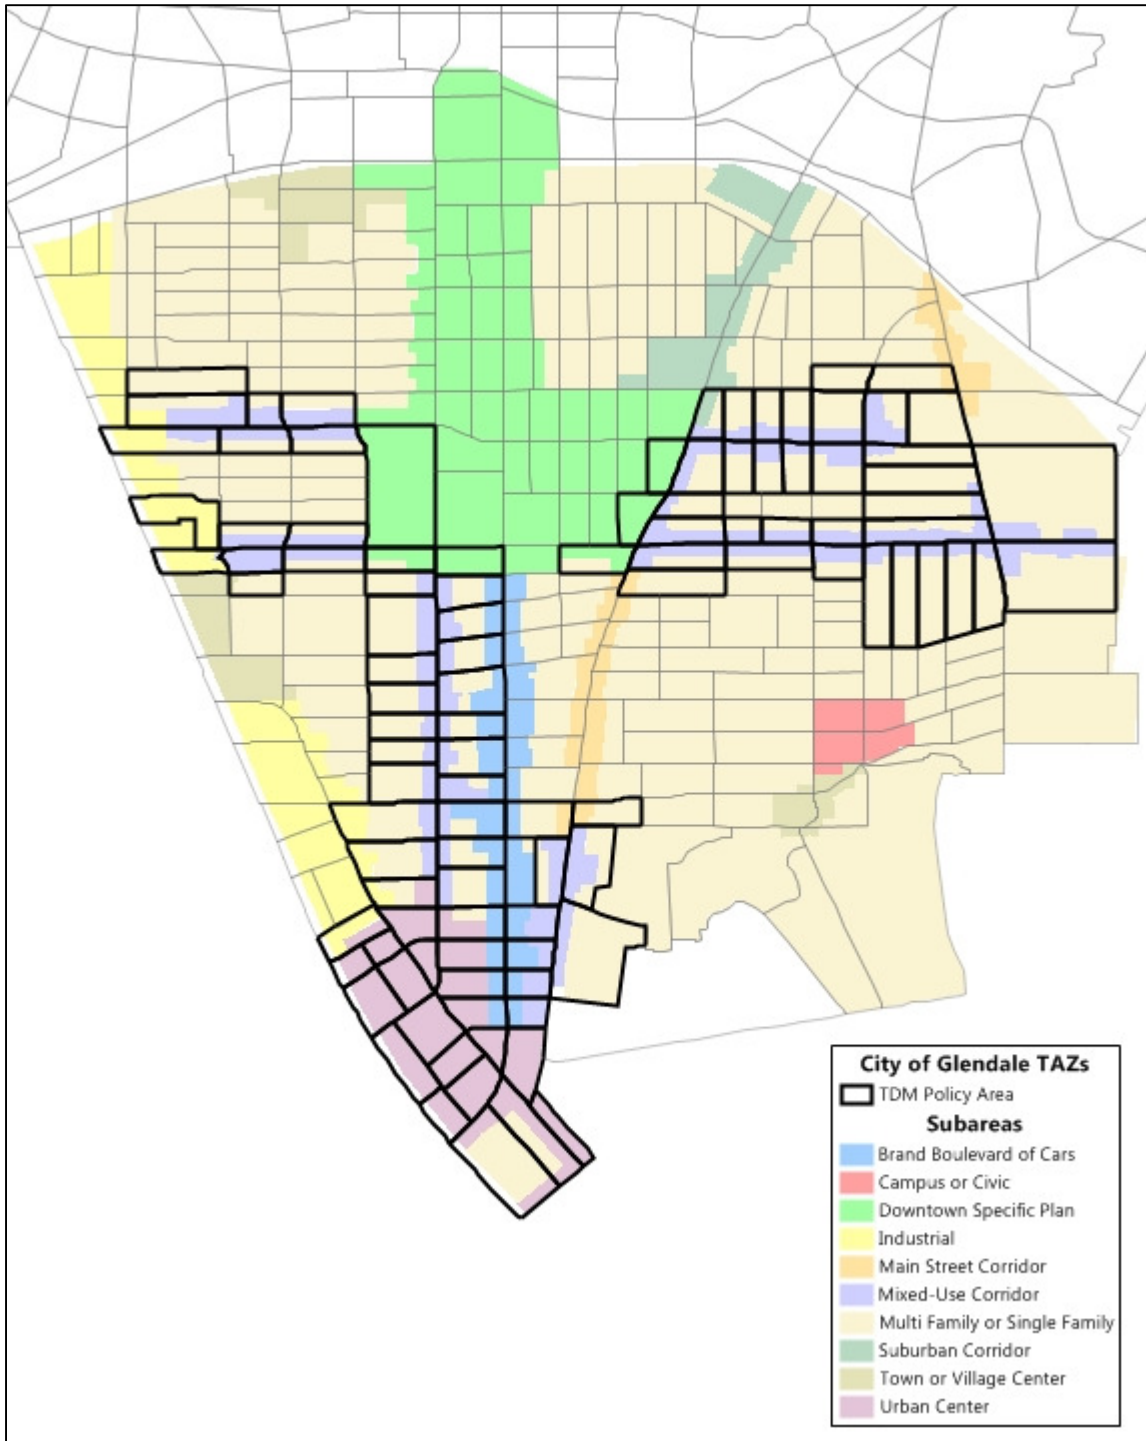 City of Glendale TAZs
TDM Policy Area
Subareas
Brand Boulevard of Cars
Campus or Civic
Downtown Specific Plan
Industrial
Main Street Corridor
Mixed-Use Corridor
Multi Family or Single Family
Suburban Corridor
Town or Village Center
Urban Center